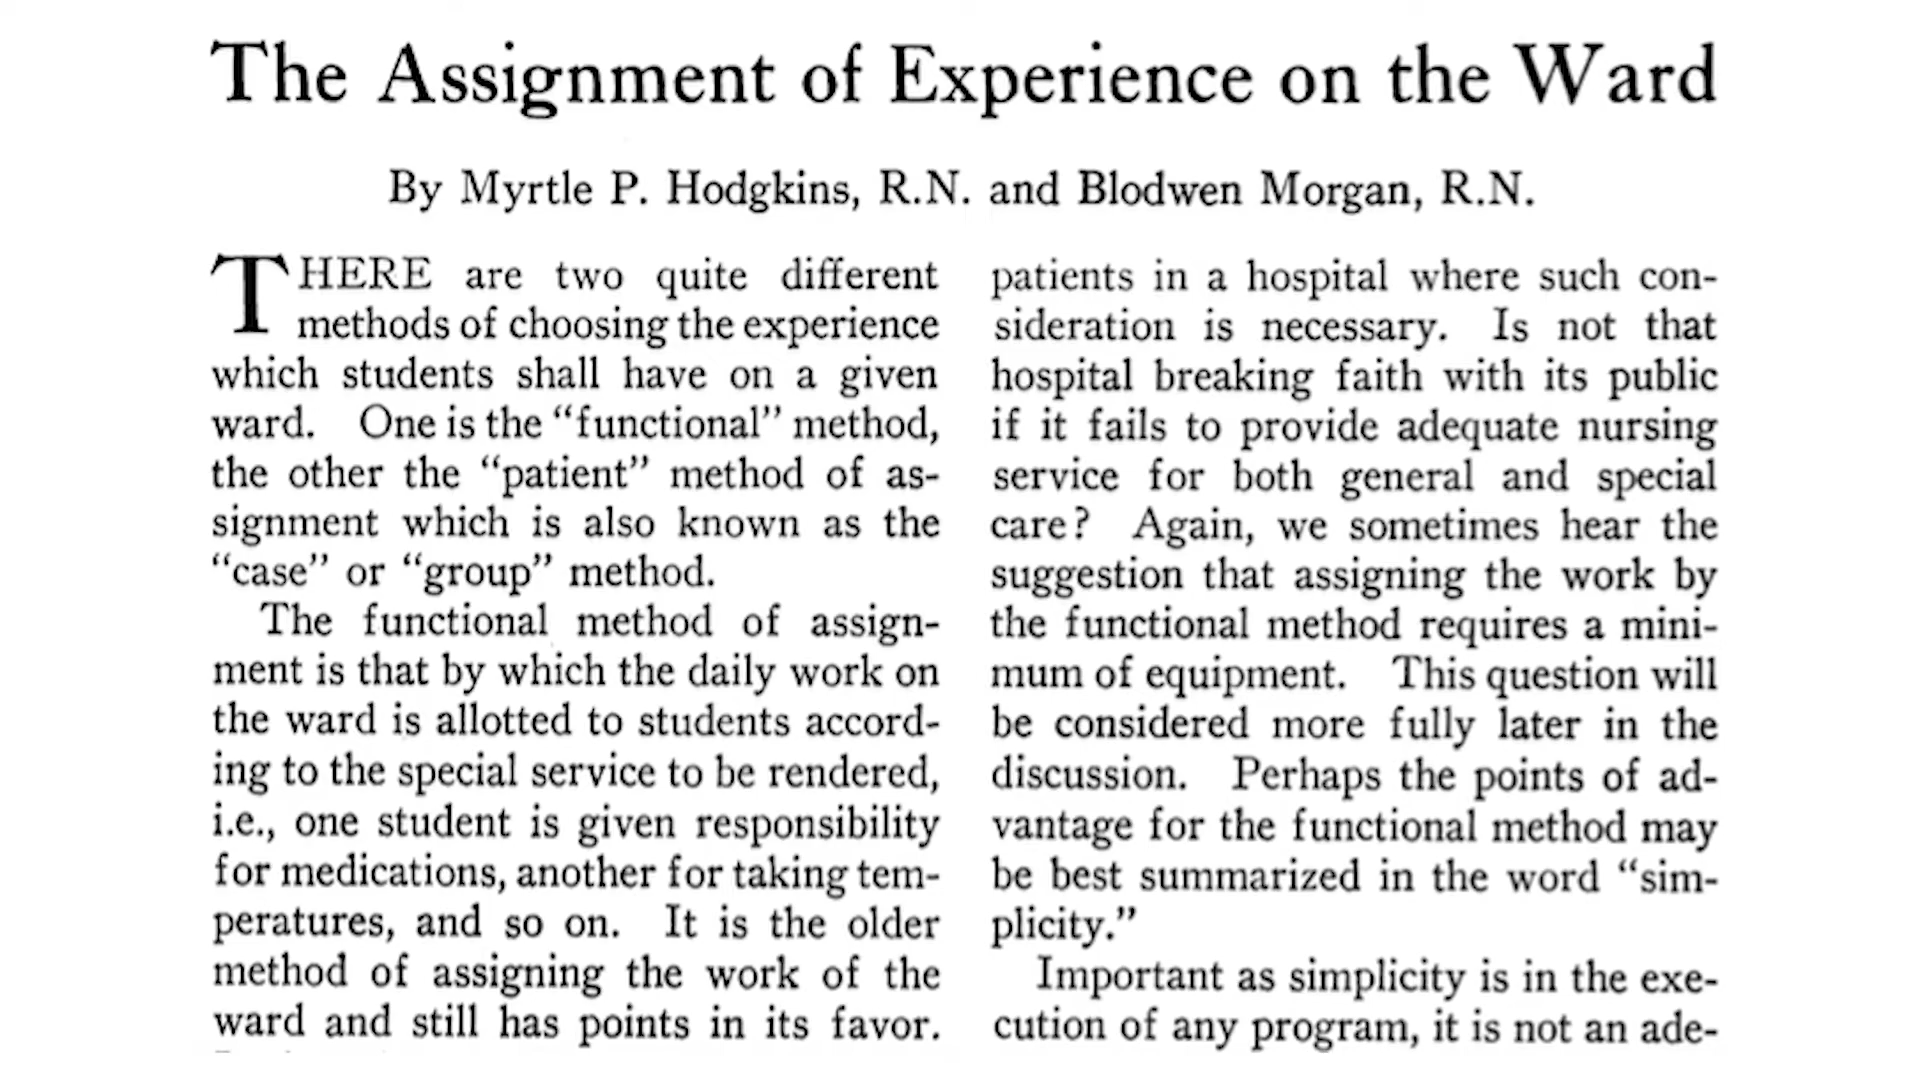 The Assignment of Experience on the Ward
By Myrtle P. Hodgkins, R.N. and Blodwen Morgan, R.N.
THERE are two quite different
methods of choosing the experience
which students shall have on a given
ward. One is the “functional” method,
the other the “patient” method of as-
signment which is also known as the
“case” or “group” method.
The functional method of assign-
ment is that by which the daily work on
the ward is allotted to students accord-
ing to the special service to be rendered,
i.e., one student is given responsibility
for medications, another for taking tem-
peratures, and so on. It is the older
method of assigning the work of the
ward and still has points in its favor.
patients in a hospital where such con-
sideration is necessary. Is not that
hospital breaking faith with its public
if it fails to provide adequate nursing
service for both general and special
care? Again, we sometimes hear the
suggestion that assigning the work by
the functional method requires a mini-
mum of equipment. This question will
be considered more fully later in the
discussion. Perhaps the points of ad-
vantage for the functional method may
be best summarized in the word “sim-
plicity.”
Important as simplicity is in the exe-
cution of any program, it is not an ade-